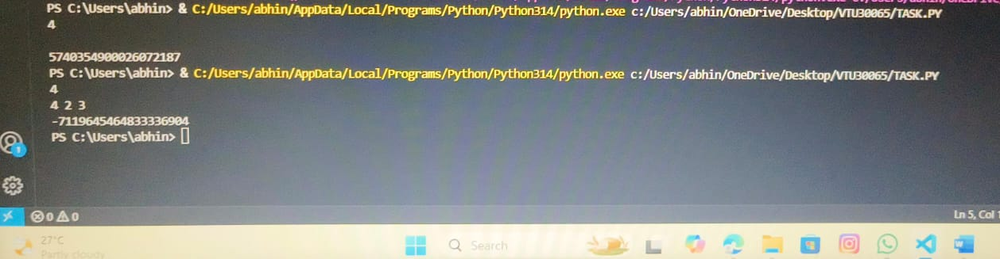 PS C:\Users\abhin> & C:/Users/abhin/AppData/Local/Programs/Python/Python314/python.exe c:/Users/abhin/OneDrive/Desktop/VTU30065/TASK.PY
4
5740354900026072187
PS C:\Users\abhin> & C:/Users/abhin/AppData/Local/Programs/Python/Python314/python.exe c:/Users/abhin/OneDrive/Desktop/VTU30065/TASK.PY
4
4 2 3
-7119645464833336904
PS C:\Users\abhin>
1
0 0
Ln 5, Col 1
27°C
Partly cloudy
Search